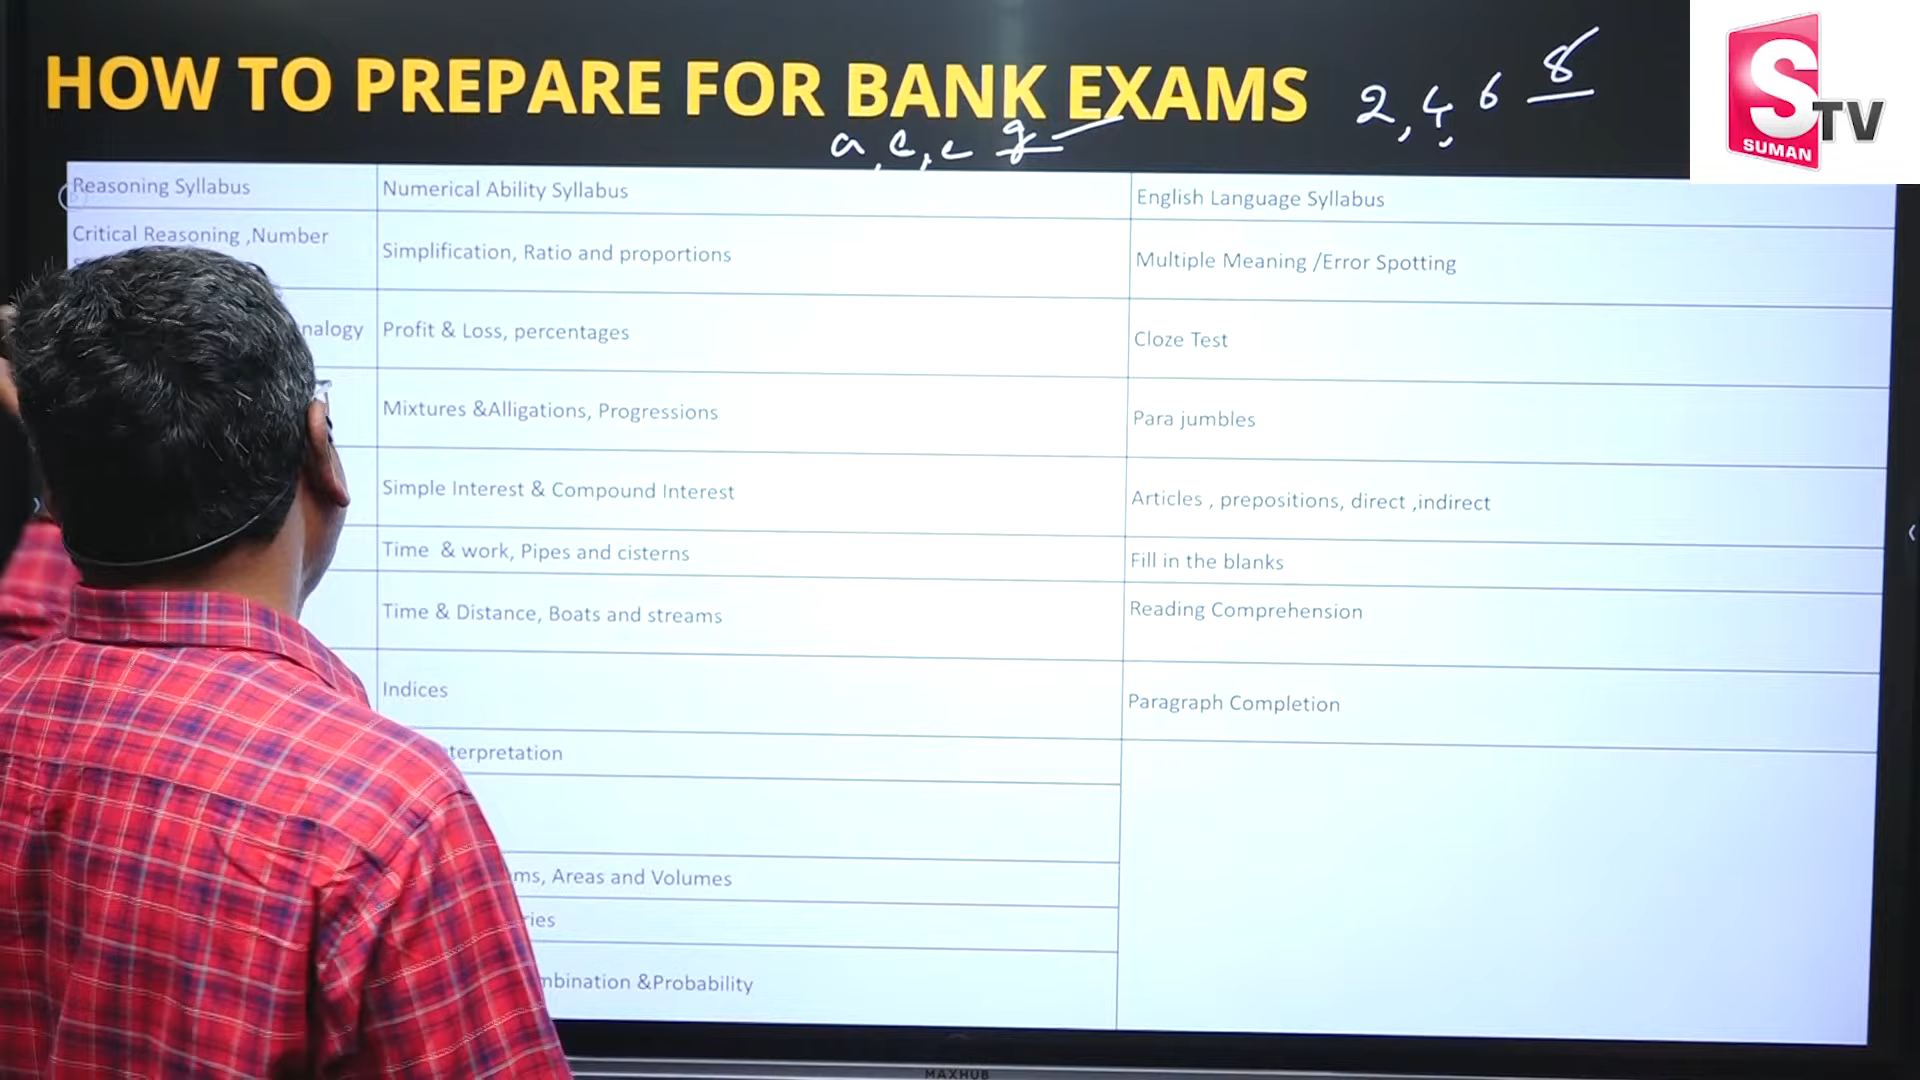 HOW TO PREPARE FOR BANK EXAMS
2, 4, 6 8
a, c, e g
S TV
SUMAN
Reasoning Syllabus
Numerical Ability Syllabus
English Language Syllabus
Critical Reasoning ,Number
Simplification, Ratio and proportions
Multiple Meaning /Error Spotting
nalogy
Profit & Loss, percentages
Cloze Test
Mixtures &Alligations, Progressions
Para jumbles
Simple Interest & Compound Interest
Articles , prepositions, direct ,indirect
Time & work, Pipes and cisterns
Fill in the blanks
Time & Distance, Boats and streams
Reading Comprehension
Indices
Paragraph Completion
terpretation
ms, Areas and Volumes
ries
mbination &Probability
MAXHUB